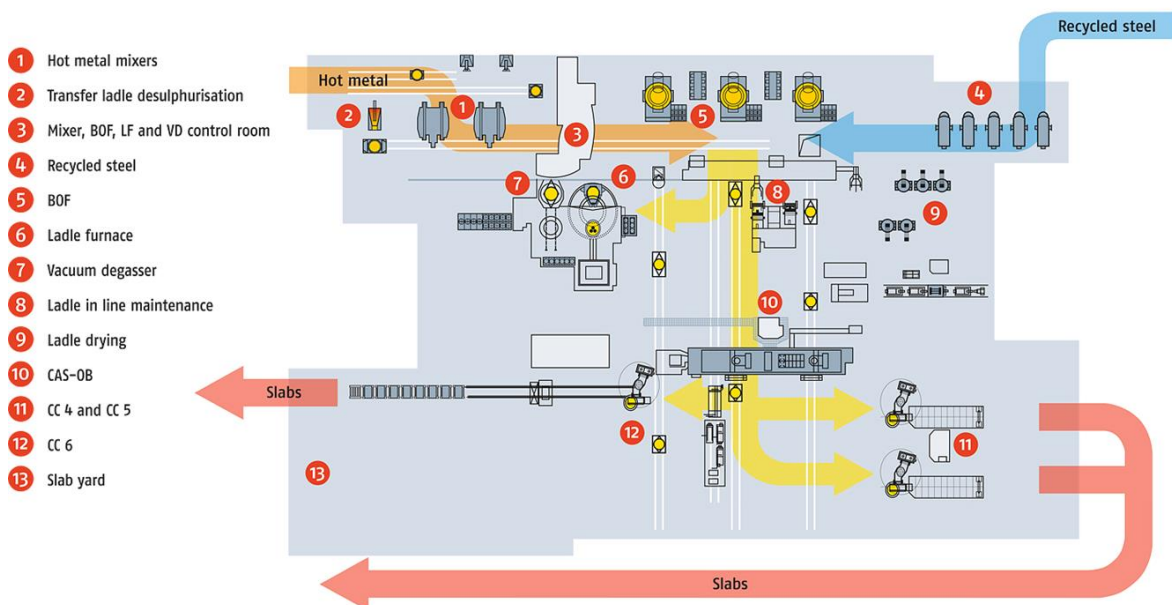 Recycled steel
1 Hot metal mixers
2 Transfer ladle desulphurisation
3 Mixer, BOF, LF and VD control room
4 Recycled steel
5 BOF
6 Ladle furnace
7 Vacuum degasser
8 Ladle in line maintenance
9 Ladle drying
10 CAS-OB
11 CC 4 and CC 5
12 CC 6
13 Slab yard
Hot metal
1
2
3
4
5
6
7
8
9
10
Slabs
11
12
13
Slabs